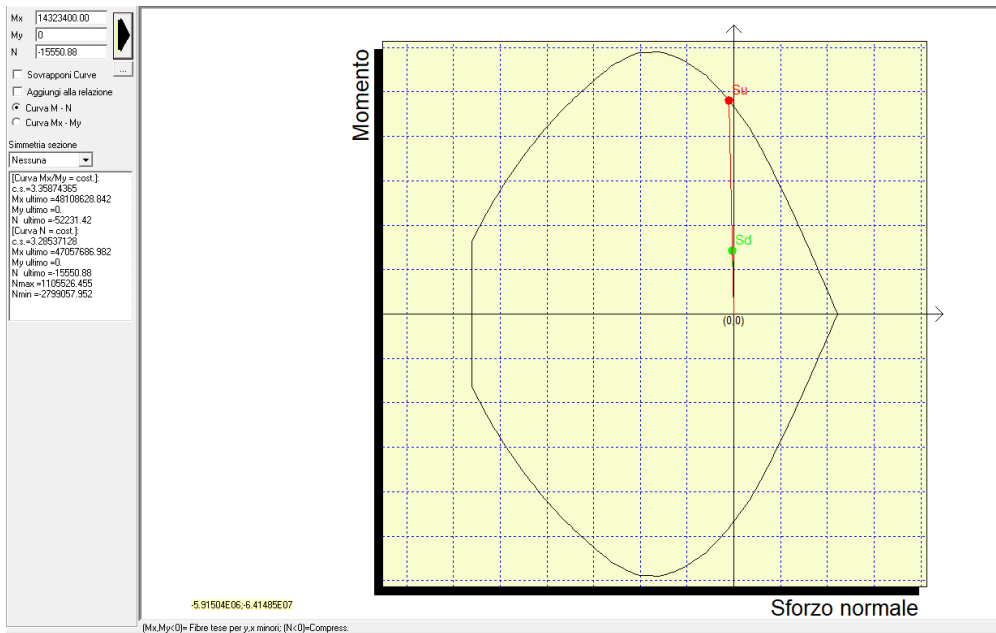 Mx 14323400.00
My 0
N -15550.88
...
Sovrapponi Curve
Aggiungi alla relazione
Curva M - N
Curva Mx - My
Simmetria sezione
Nessuna
[Curva Mx/My = cost.]:
c.s.=3.35874365
Mx ultimo =48108628.842
My ultimo =0.
N ultimo =-52231.42
[Curva N = cost.]:
c.s.=3.28537128
Mx ultimo =47057686.982
My ultimo =0.
N ultimo =-15550.88
Nmax =1105526.455
Nmin =-2799057.952
Momento
Su
Sd
(0;0)
Sforzo normale
-5.91504E06;-6.41485E07
(Mx,My<0)= Fibre tese per y,x minori; (N<0)=Compress.